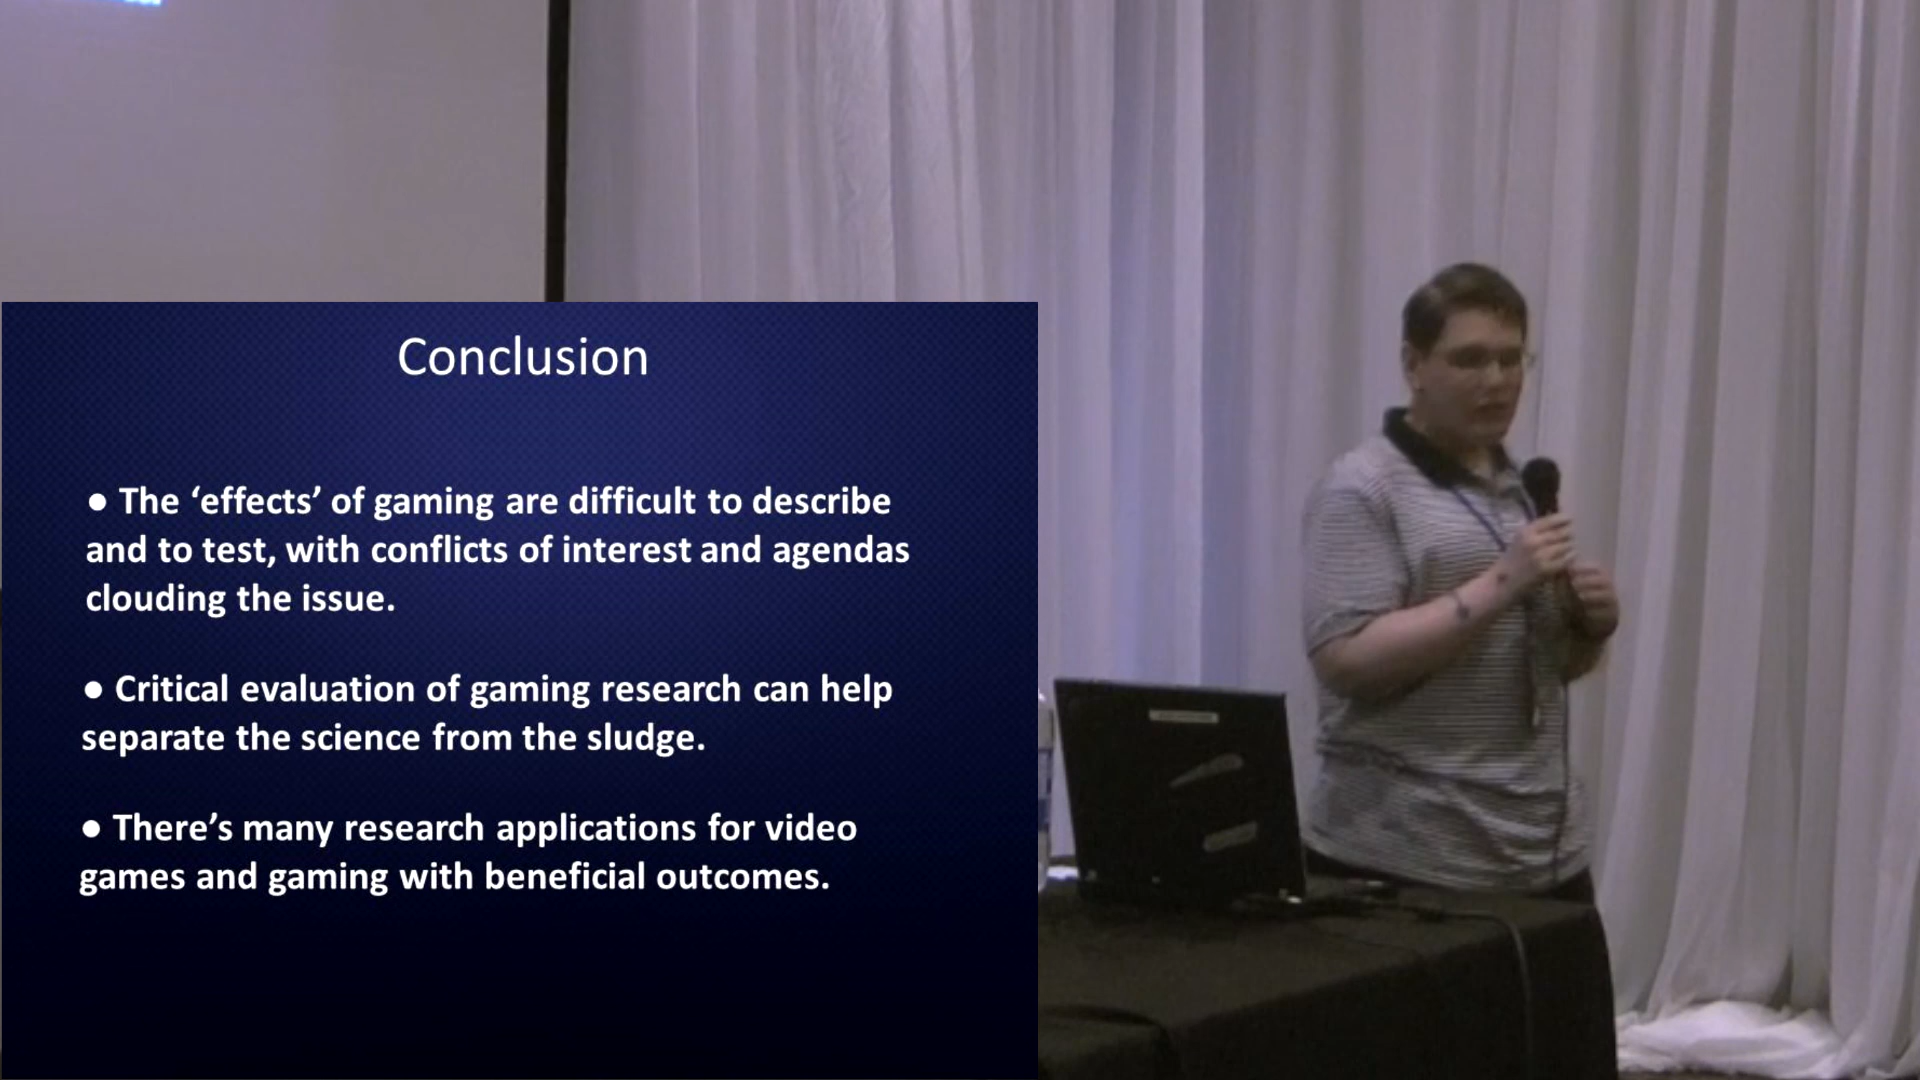 Conclusion
● The ‘effects’ of gaming are difficult to describe
and to test, with conflicts of interest and agendas
clouding the issue.
● Critical evaluation of gaming research can help
separate the science from the sludge.
● There’s many research applications for video
games and gaming with beneficial outcomes.